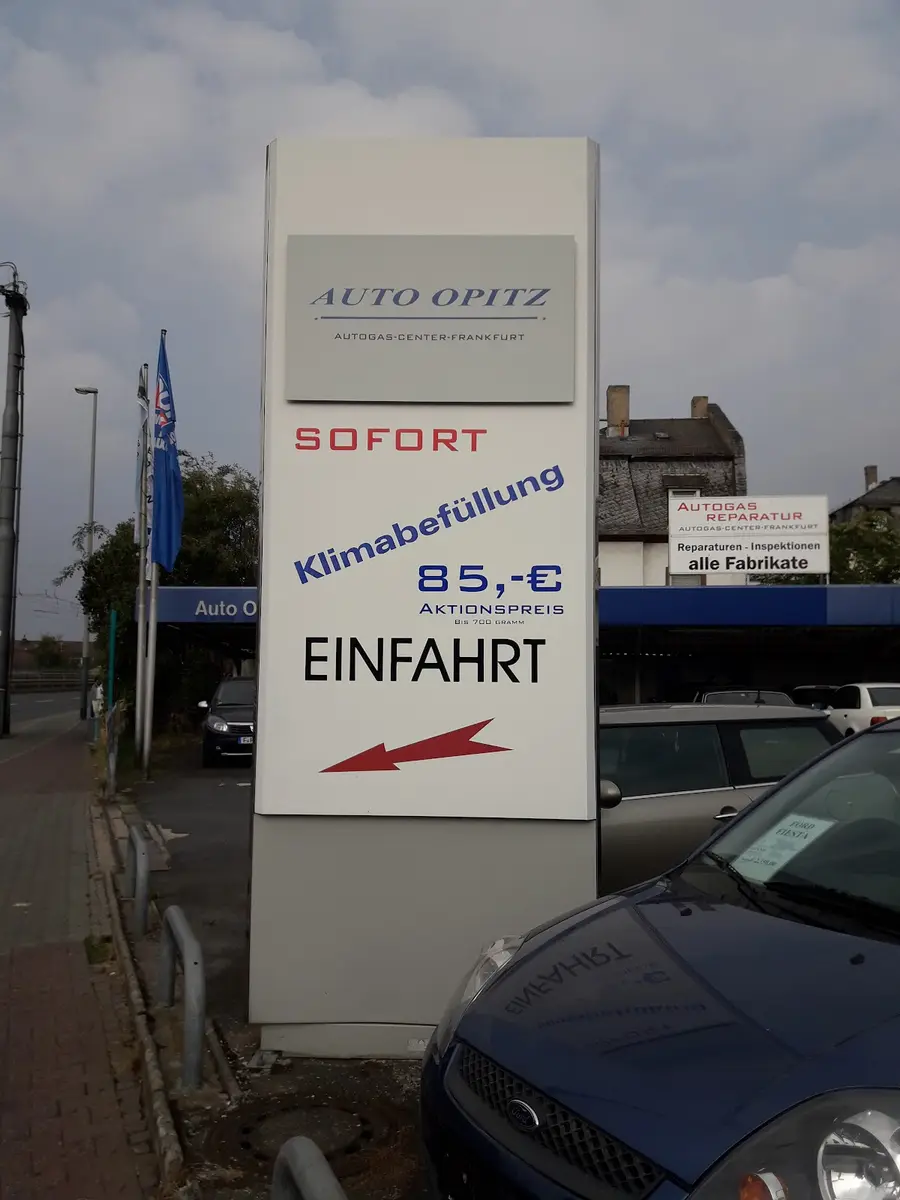 AUTO OPITZ
AUTOGAS-CENTER-FRANKFURT
SOFORT
Klimabefüllung
85,-€
AKTIONSPREIS
BIS 700 GRAMM
EINFAHRT
AUTOGAS
REPARATUR
AUTOGAS-CENTER-FRANKFURT
Reparaturen - Inspektionen
alle Fabrikate
Auto O
FORD
FIESTA
EINFAHRT